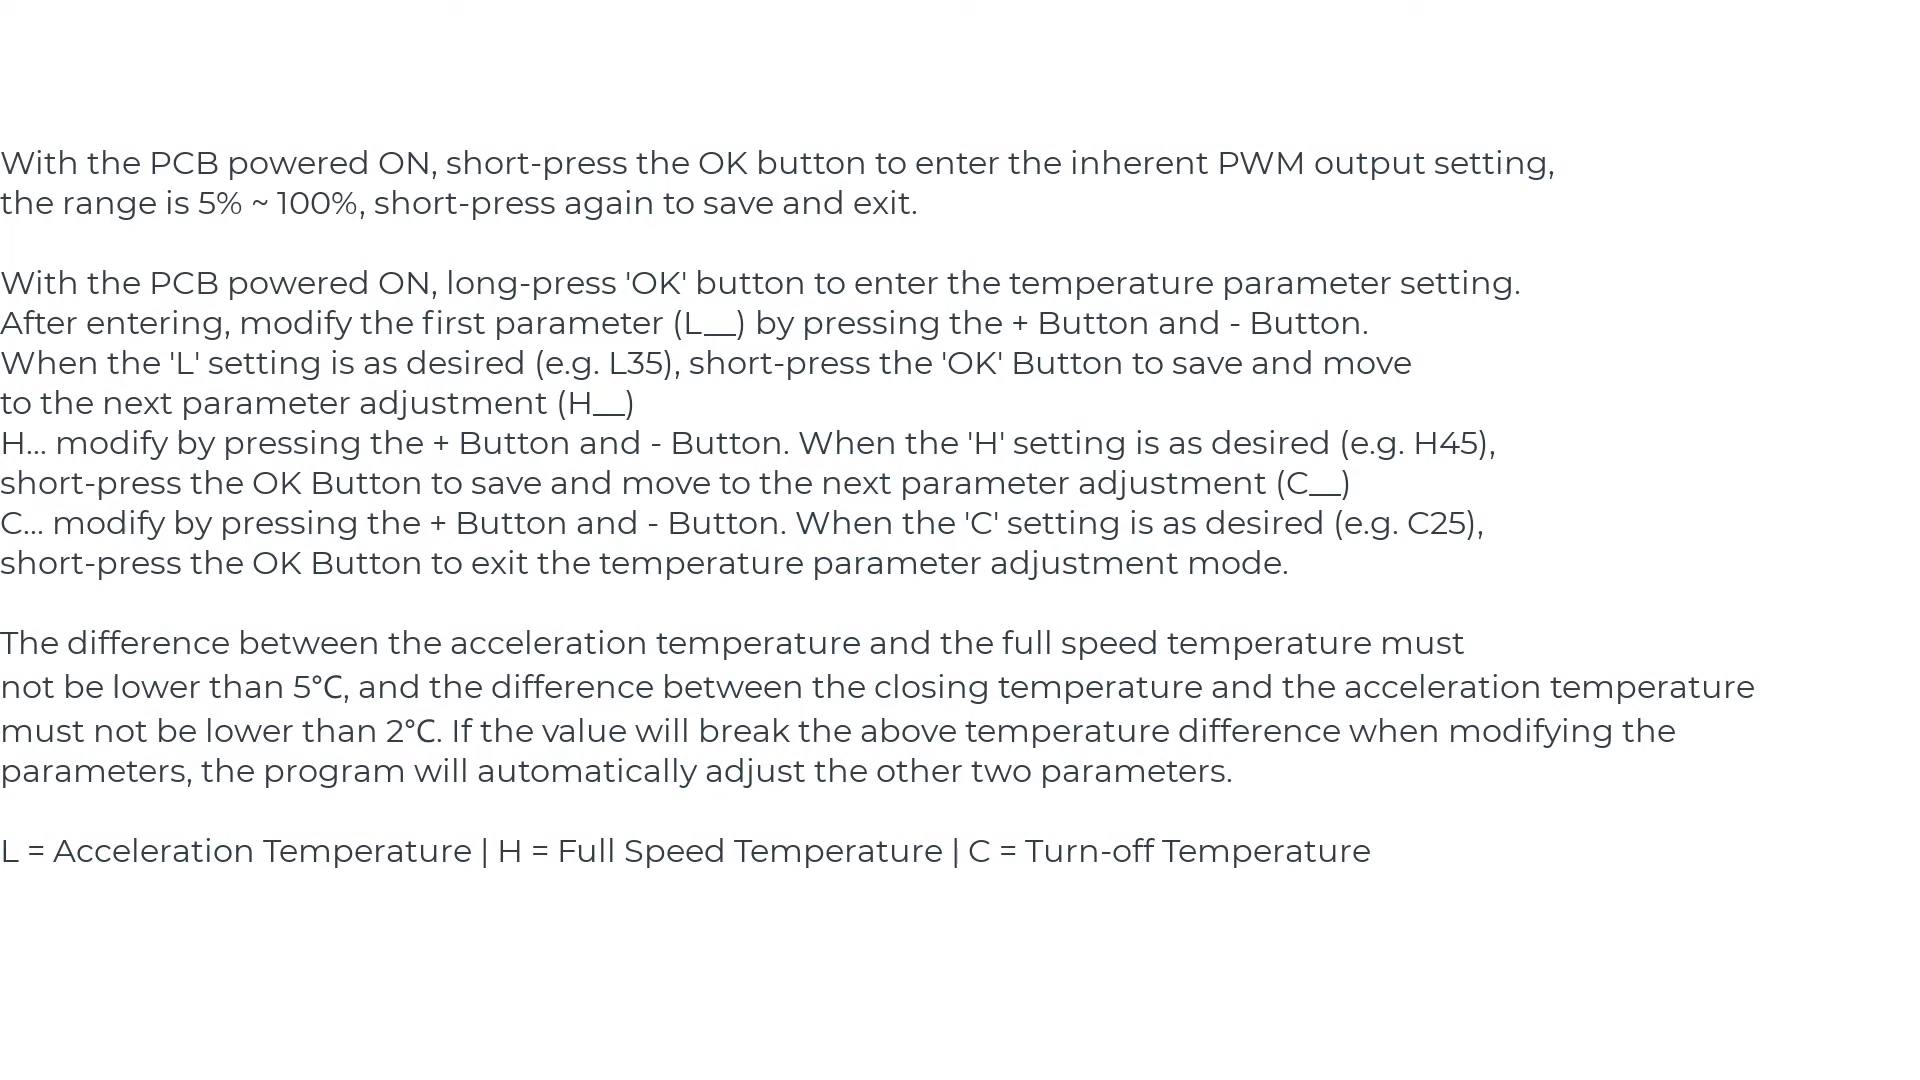 With the PCB powered ON, short-press the OK button to enter the inherent PWM output setting,
the range is 5% ~ 100%, short-press again to save and exit.
With the PCB powered ON, long-press 'OK' button to enter the temperature parameter setting.
After entering, modify the first parameter (L__) by pressing the + Button and - Button.
When the 'L' setting is as desired (e.g. L35), short-press the 'OK' Button to save and move
to the next parameter adjustment (H__)
H... modify by pressing the + Button and - Button. When the 'H' setting is as desired (e.g. H45),
short-press the OK Button to save and move to the next parameter adjustment (C__)
C... modify by pressing the + Button and - Button. When the 'C' setting is as desired (e.g. C25),
short-press the OK Button to exit the temperature parameter adjustment mode.
The difference between the acceleration temperature and the full speed temperature must
not be lower than 5℃, and the difference between the closing temperature and the acceleration temperature
must not be lower than 2℃. If the value will break the above temperature difference when modifying the
parameters, the program will automatically adjust the other two parameters.
L = Acceleration Temperature | H = Full Speed Temperature | C = Turn-off Temperature